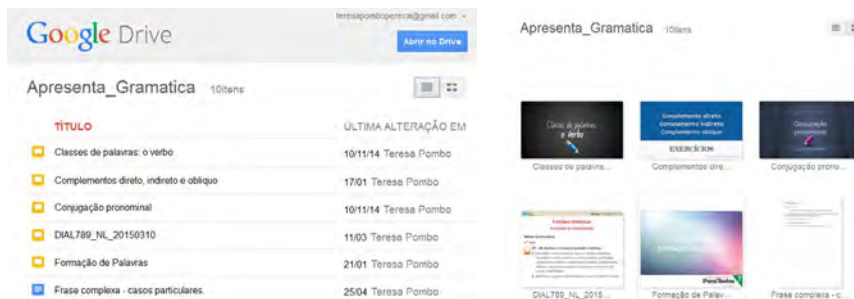 Google Drive
teresapombopereira@gmail.com
Abrir no Drive
Apresenta_Gramatica 10itens
TÍTULO ÚLTIMA ALTERAÇÃO EM
Classes de palavras: o verbo 10/11/14 Teresa Pombo
Complementos direto, indireto e oblíquo 17/01 Teresa Pombo
Conjugação pronominal 10/11/14 Teresa Pombo
DIAL789_NL_20150310 11/03 Teresa Pombo
Formação de Palavras 21/01 Teresa Pombo
Frase complexa - casos particulares. 25/04 Teresa Pombo
Apresenta_Gramatica 10itens
Classes de palavras
o verbo
Complemento direto
Complemento indireto
Complemento oblíquo
EXERCÍCIOS
Conjugação
pronominal
Classes de palavra... Complementos dire... Conjugação prono...
DIAL789_NL_2015... Formação de Palav... Frase complexa - c...